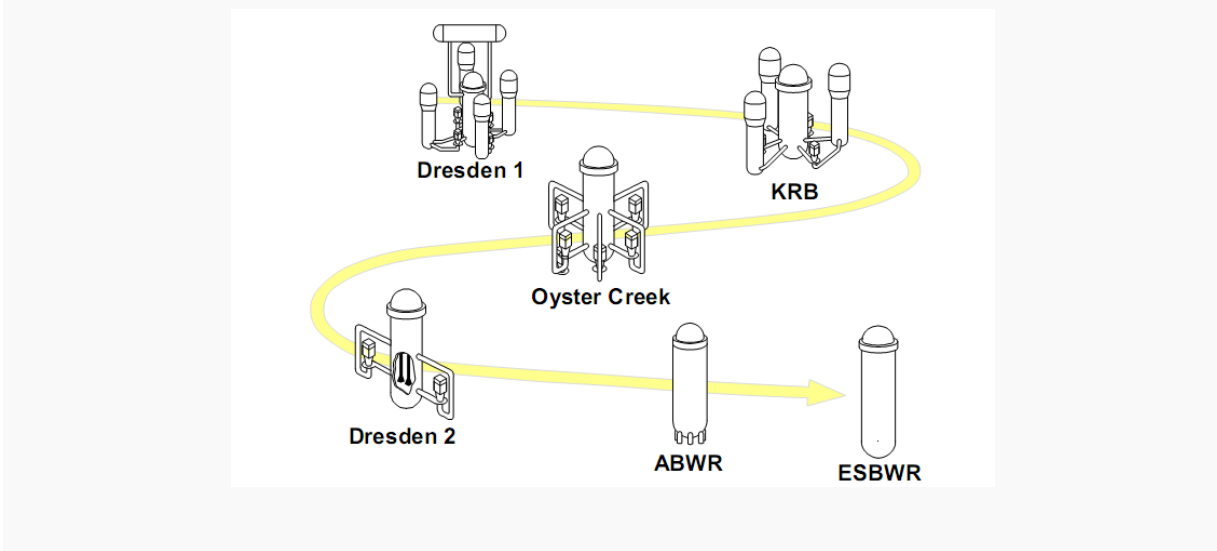 Dresden 1
KRB
Oyster Creek
Dresden 2
ABWR
ESBWR